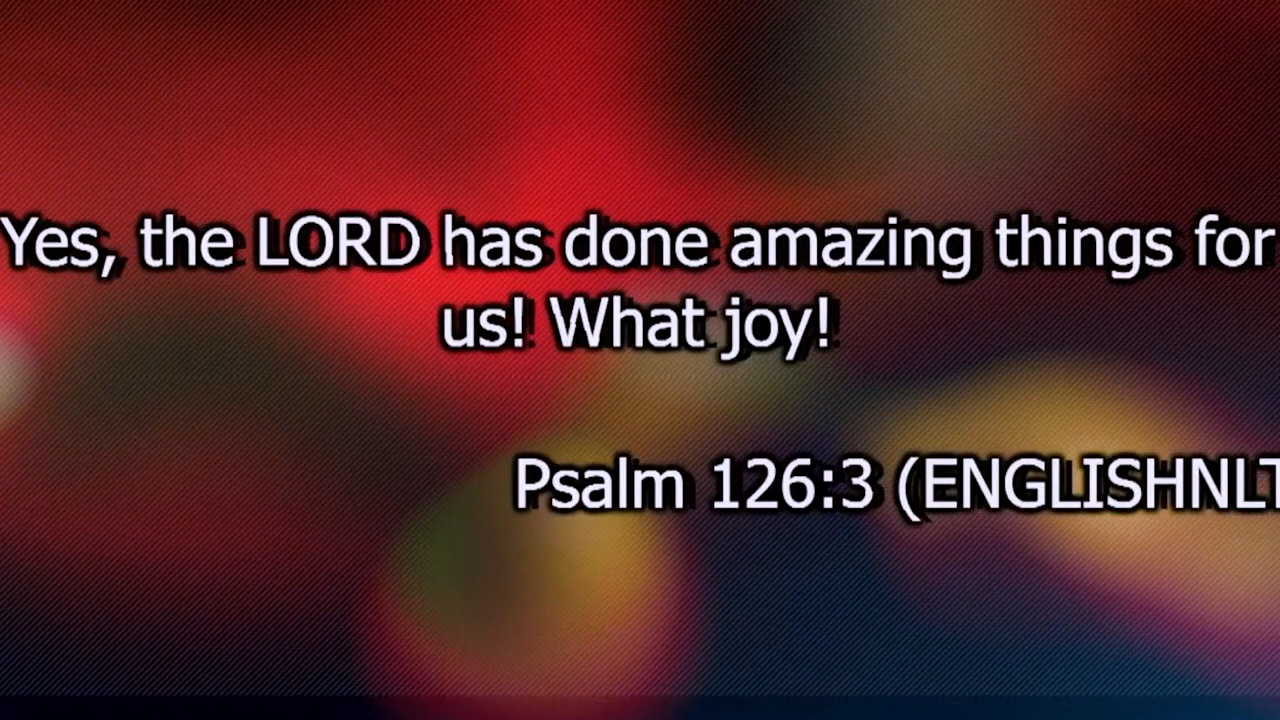 Yes, the LORD has done amazing things for
us! What joy!
Psalm 126:3 (ENGLISHNLT